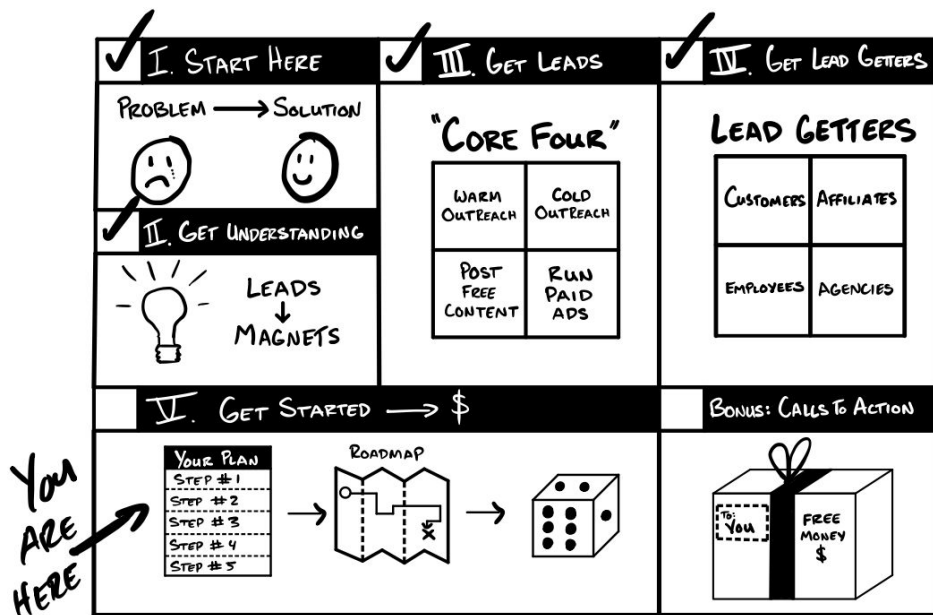 I. START HERE
PROBLEM → SOLUTION
II. GET UNDERSTANDING
LEADS
↓
MAGNETS
III. GET LEADS
"CORE FOUR"
WARM
OUTREACH
COLD
OUTREACH
POST
FREE
CONTENT
RUN
PAID
ADS
IV. GET LEAD GETTERS
LEAD GETTERS
CUSTOMERS
AFFILIATES
EMPLOYEES
AGENCIES
V. GET STARTED → $
YOU
ARE
HERE
YOUR PLAN
STEP #1
STEP #2
STEP #3
STEP #4
STEP #5
ROADMAP
X
BONUS: CALLS TO ACTION
TO:
YOU
FREE
MONEY
$